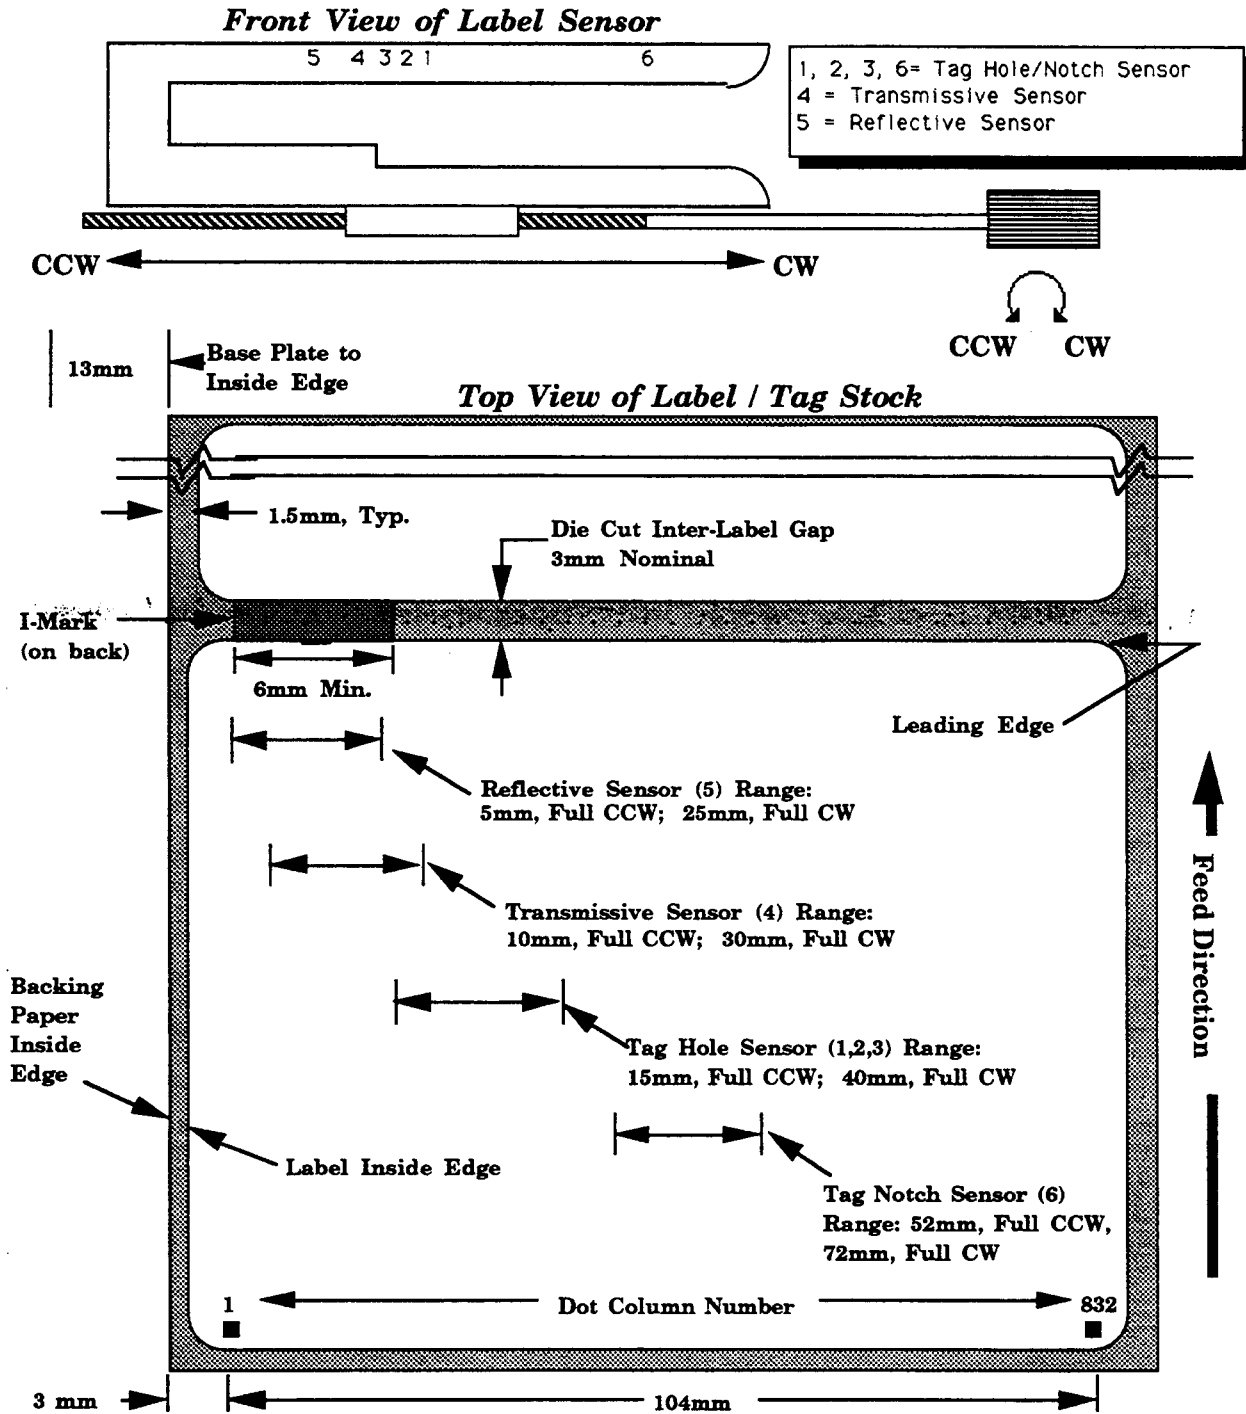 Front View of Label Sensor
5 4 3 2 1 6
1, 2, 3, 6= Tag Hole/Notch Sensor
4 = Transmissive Sensor
5 = Reflective Sensor
CCW
CW
CCW CW
13mm
Base Plate to
Inside Edge
Top View of Label / Tag Stock
1.5mm, Typ.
Die Cut Inter-Label Gap
3mm Nominal
I-Mark
(on back)
6mm Min.
Leading Edge
Reflective Sensor (5) Range:
5mm, Full CCW; 25mm, Full CW
Transmissive Sensor (4) Range:
10mm, Full CCW; 30mm, Full CW
Feed Direction
Backing
Paper
Inside
Edge
Tag Hole Sensor (1,2,3) Range:
15mm, Full CCW; 40mm, Full CW
Label Inside Edge
Tag Notch Sensor (6)
Range: 52mm, Full CCW,
72mm, Full CW
1
Dot Column Number
832
3 mm
104mm